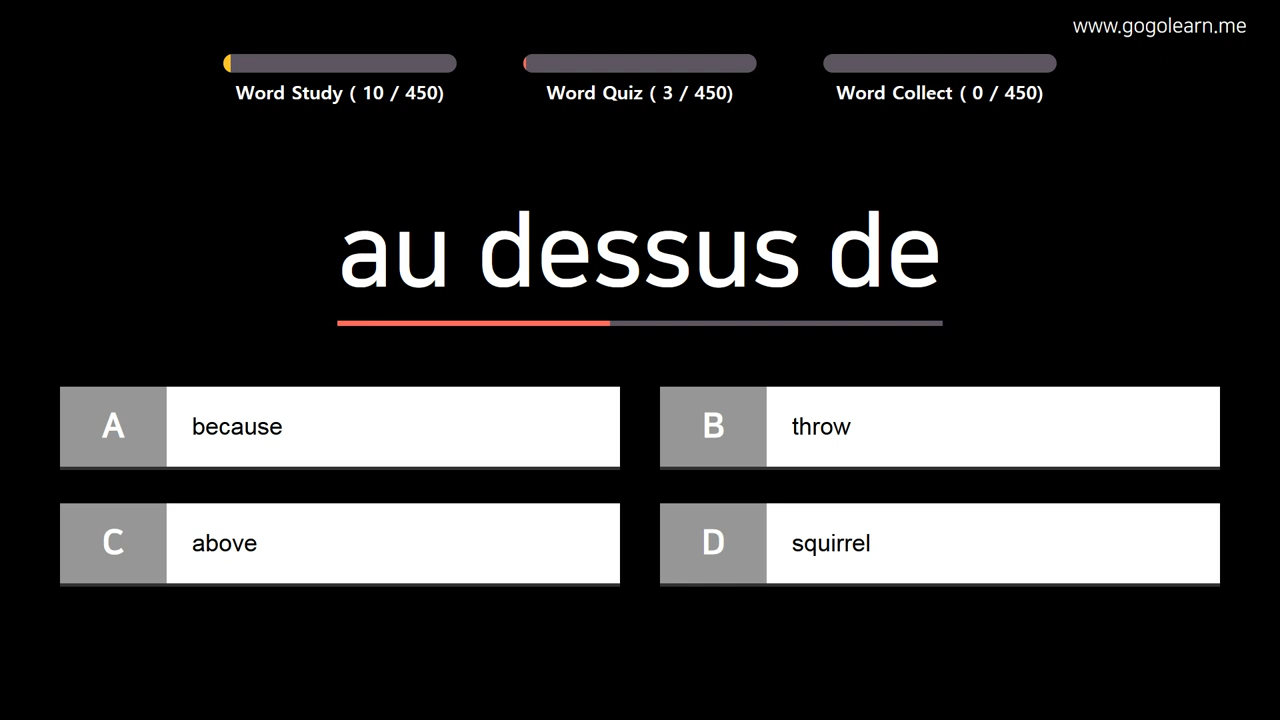 www.gogolearn.me
Word Study ( 10 / 450)
Word Quiz ( 3 / 450)
Word Collect ( 0 / 450)
au dessus de
A because
B throw
C above
D squirrel